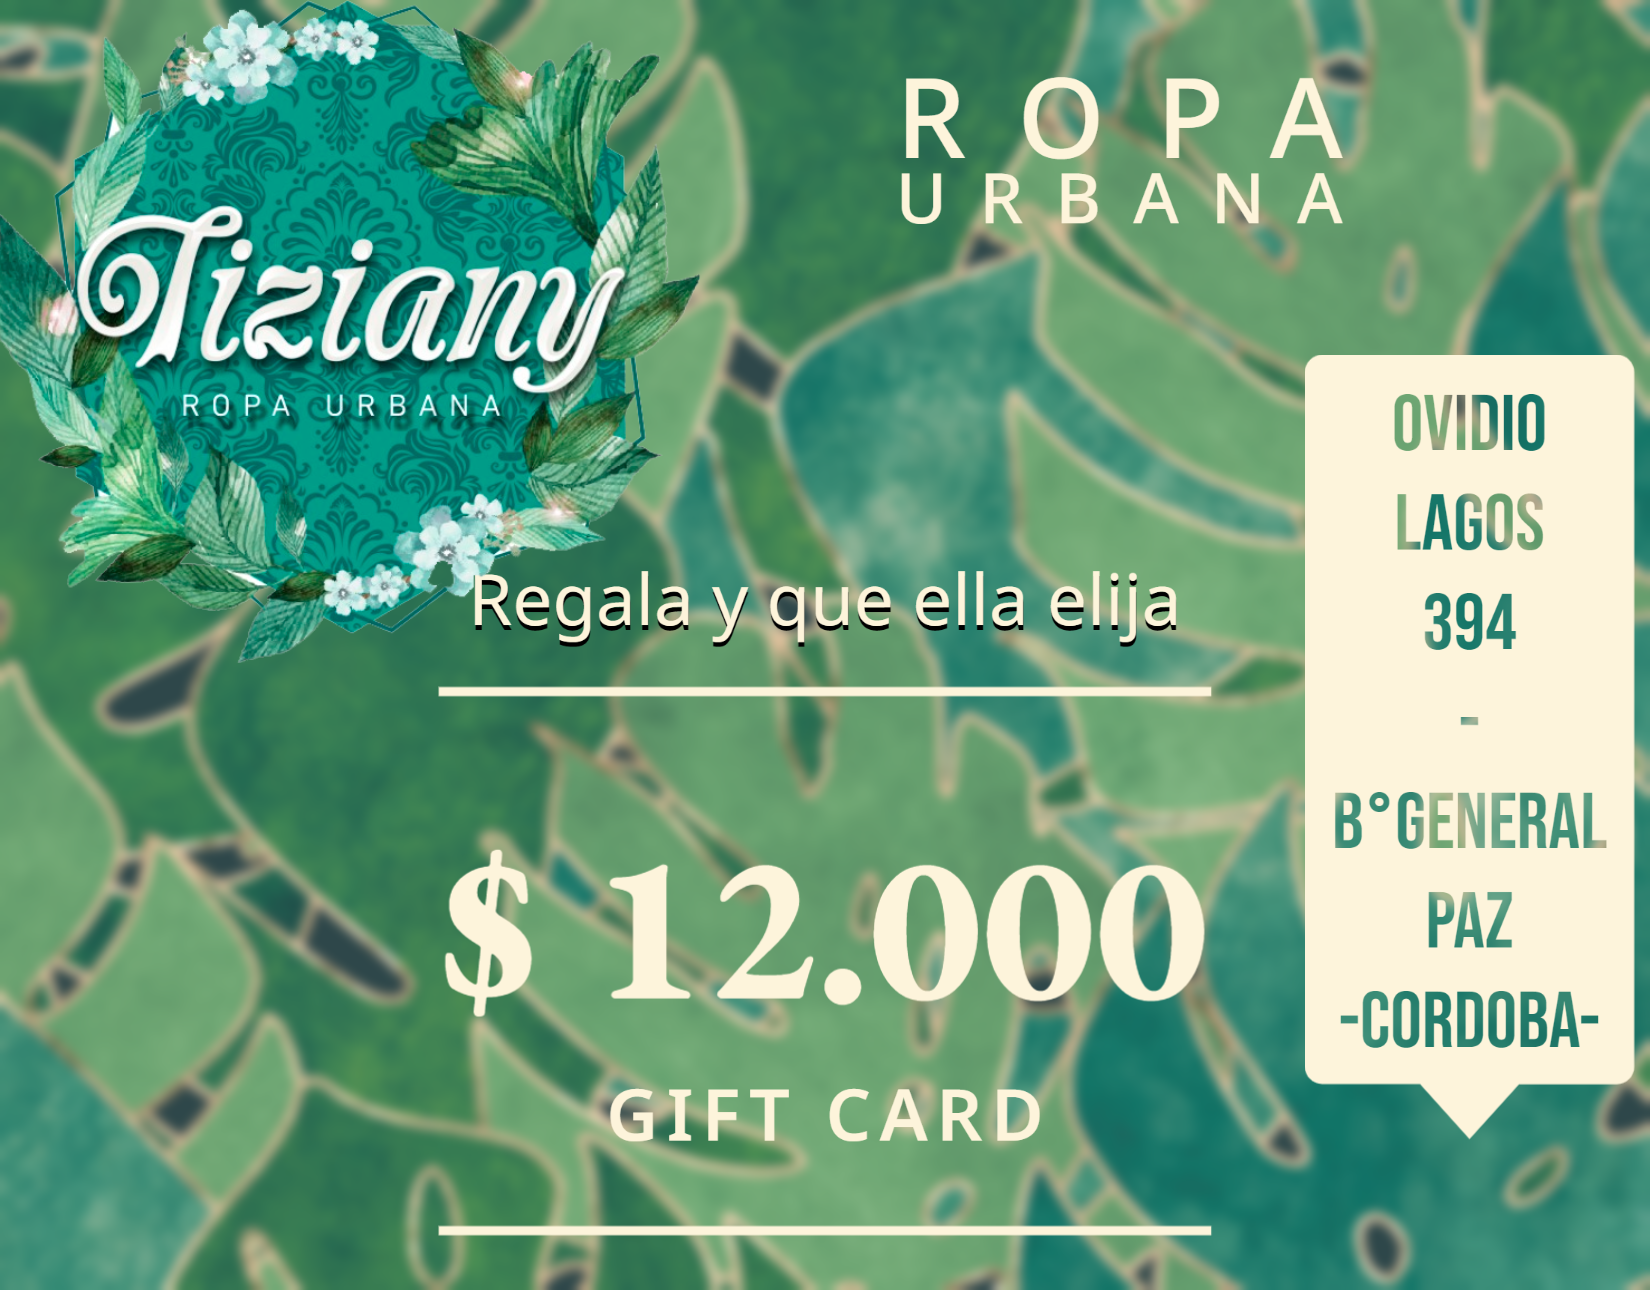 Tiziany
ROPA URBANA
ROPA
URBANA
Regala y que ella elija
$ 12.000
GIFT CARD
OVIDIO
LAGOS
394
-
B°GENERAL
PAZ
-CORDOBA-